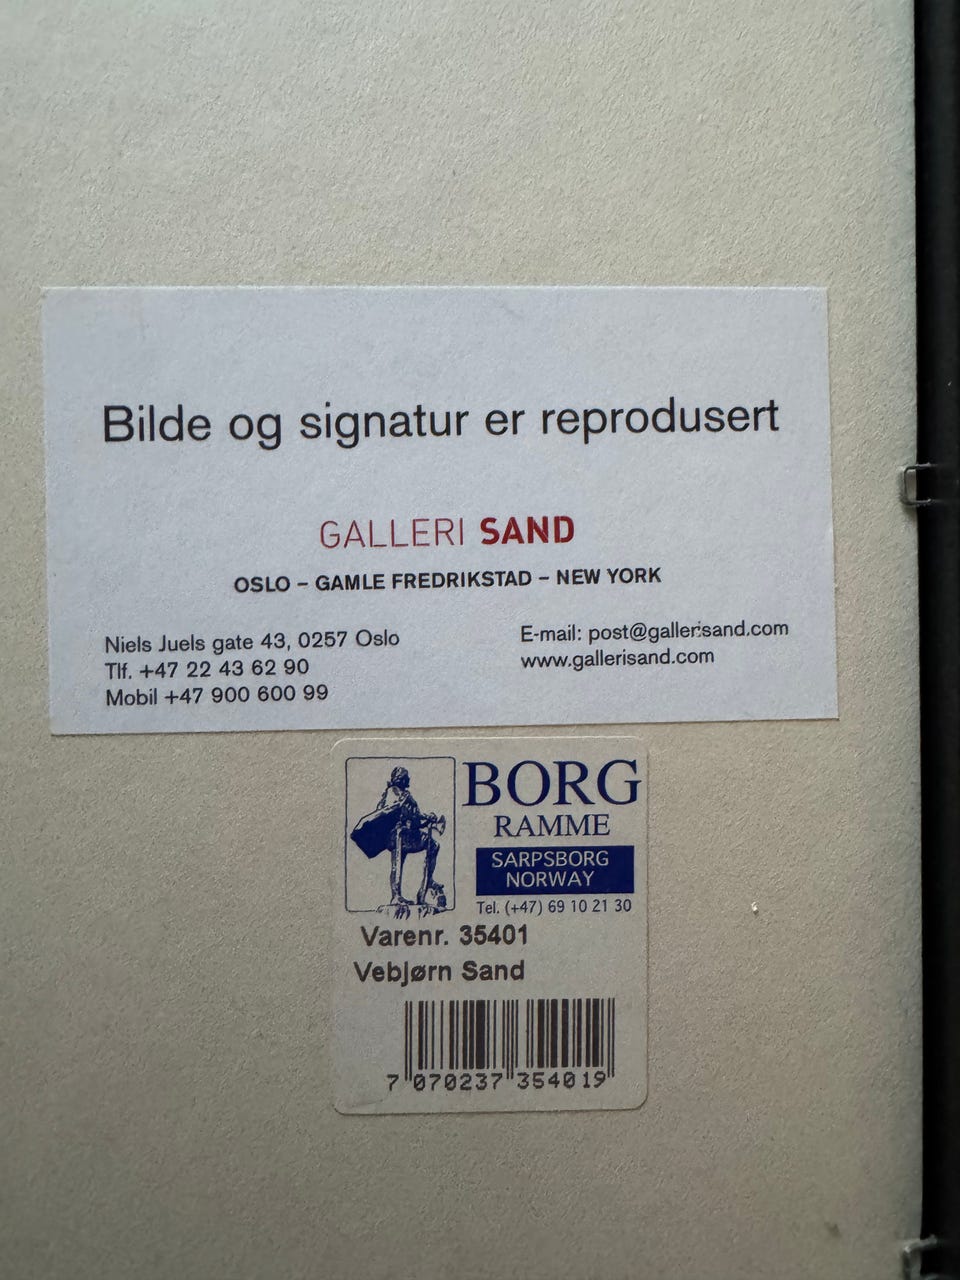 Bilde og signatur er reprodusert
GALLERI SAND
OSLO – GAMLE FREDRIKSTAD – NEW YORK
Niels Juels gate 43, 0257 Oslo
Tlf. +47 22 43 62 90
Mobil +47 900 600 99
E-mail: post@gallerisand.com
www.gallerisand.com
BORG
RAMME
SARPSBORG
NORWAY
Tel. (+47) 69 10 21 30
Varenr. 35401
Vebjørn Sand
7 070237 354019